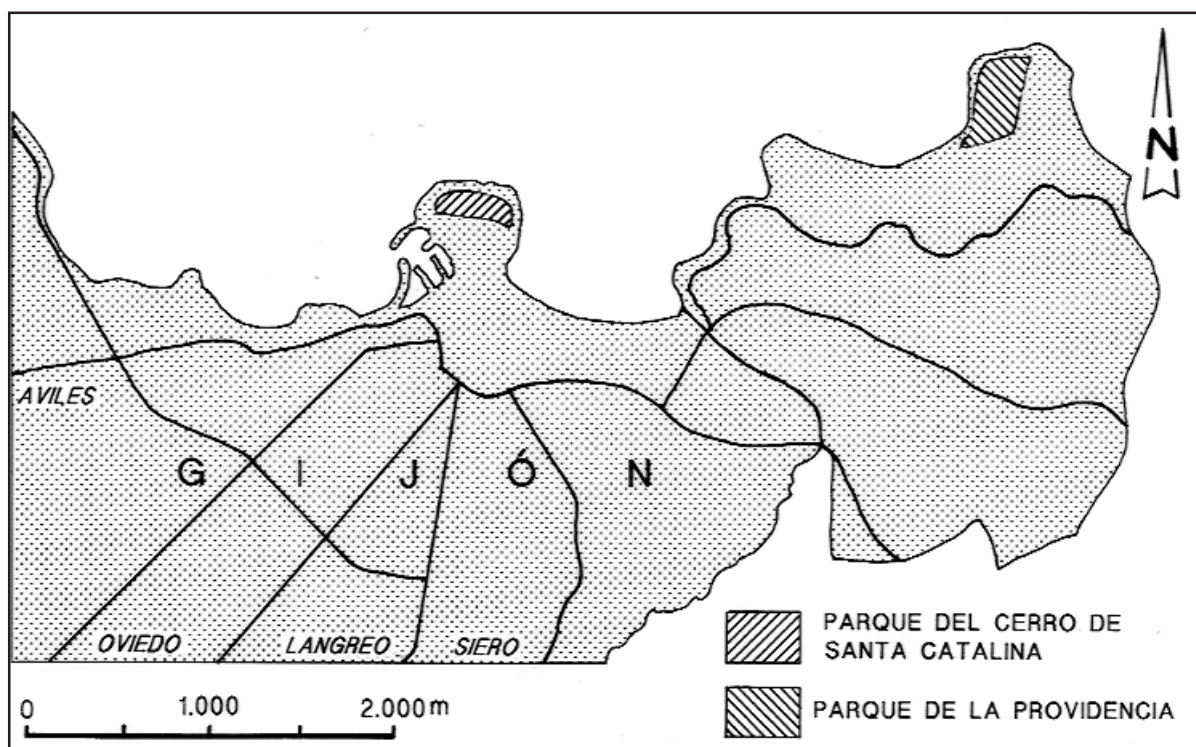 N
AVILES
G I J Ó N
OVIEDO LANGREO SIERO
PARQUE DEL CERRO DE
SANTA CATALINA
PARQUE DE LA PROVIDENCIA
0 1.000 2.000 m